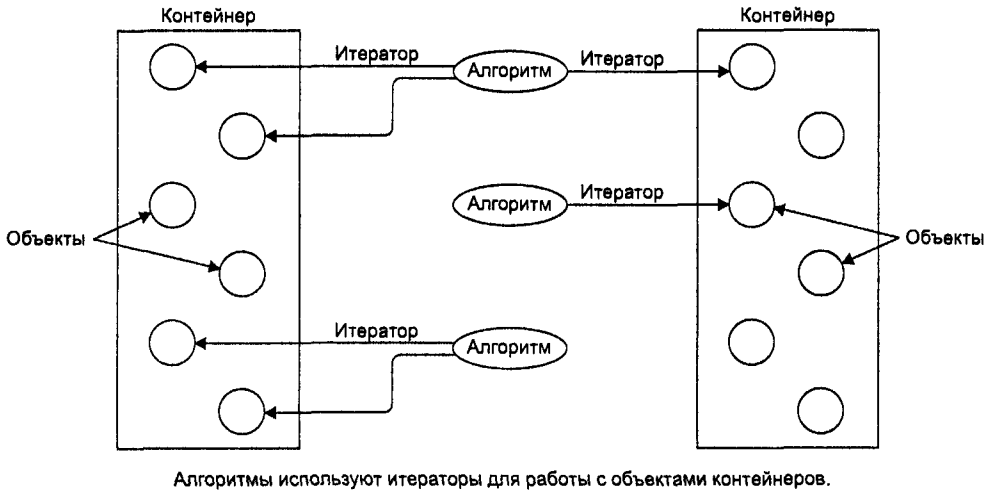 Контейнер
Контейнер
Итератор
Алгоритм
Итератор
Алгоритм
Итератор
Объекты
Объекты
Итератор
Алгоритм
Алгоритмы используют итераторы для работы с объектами контейнеров.